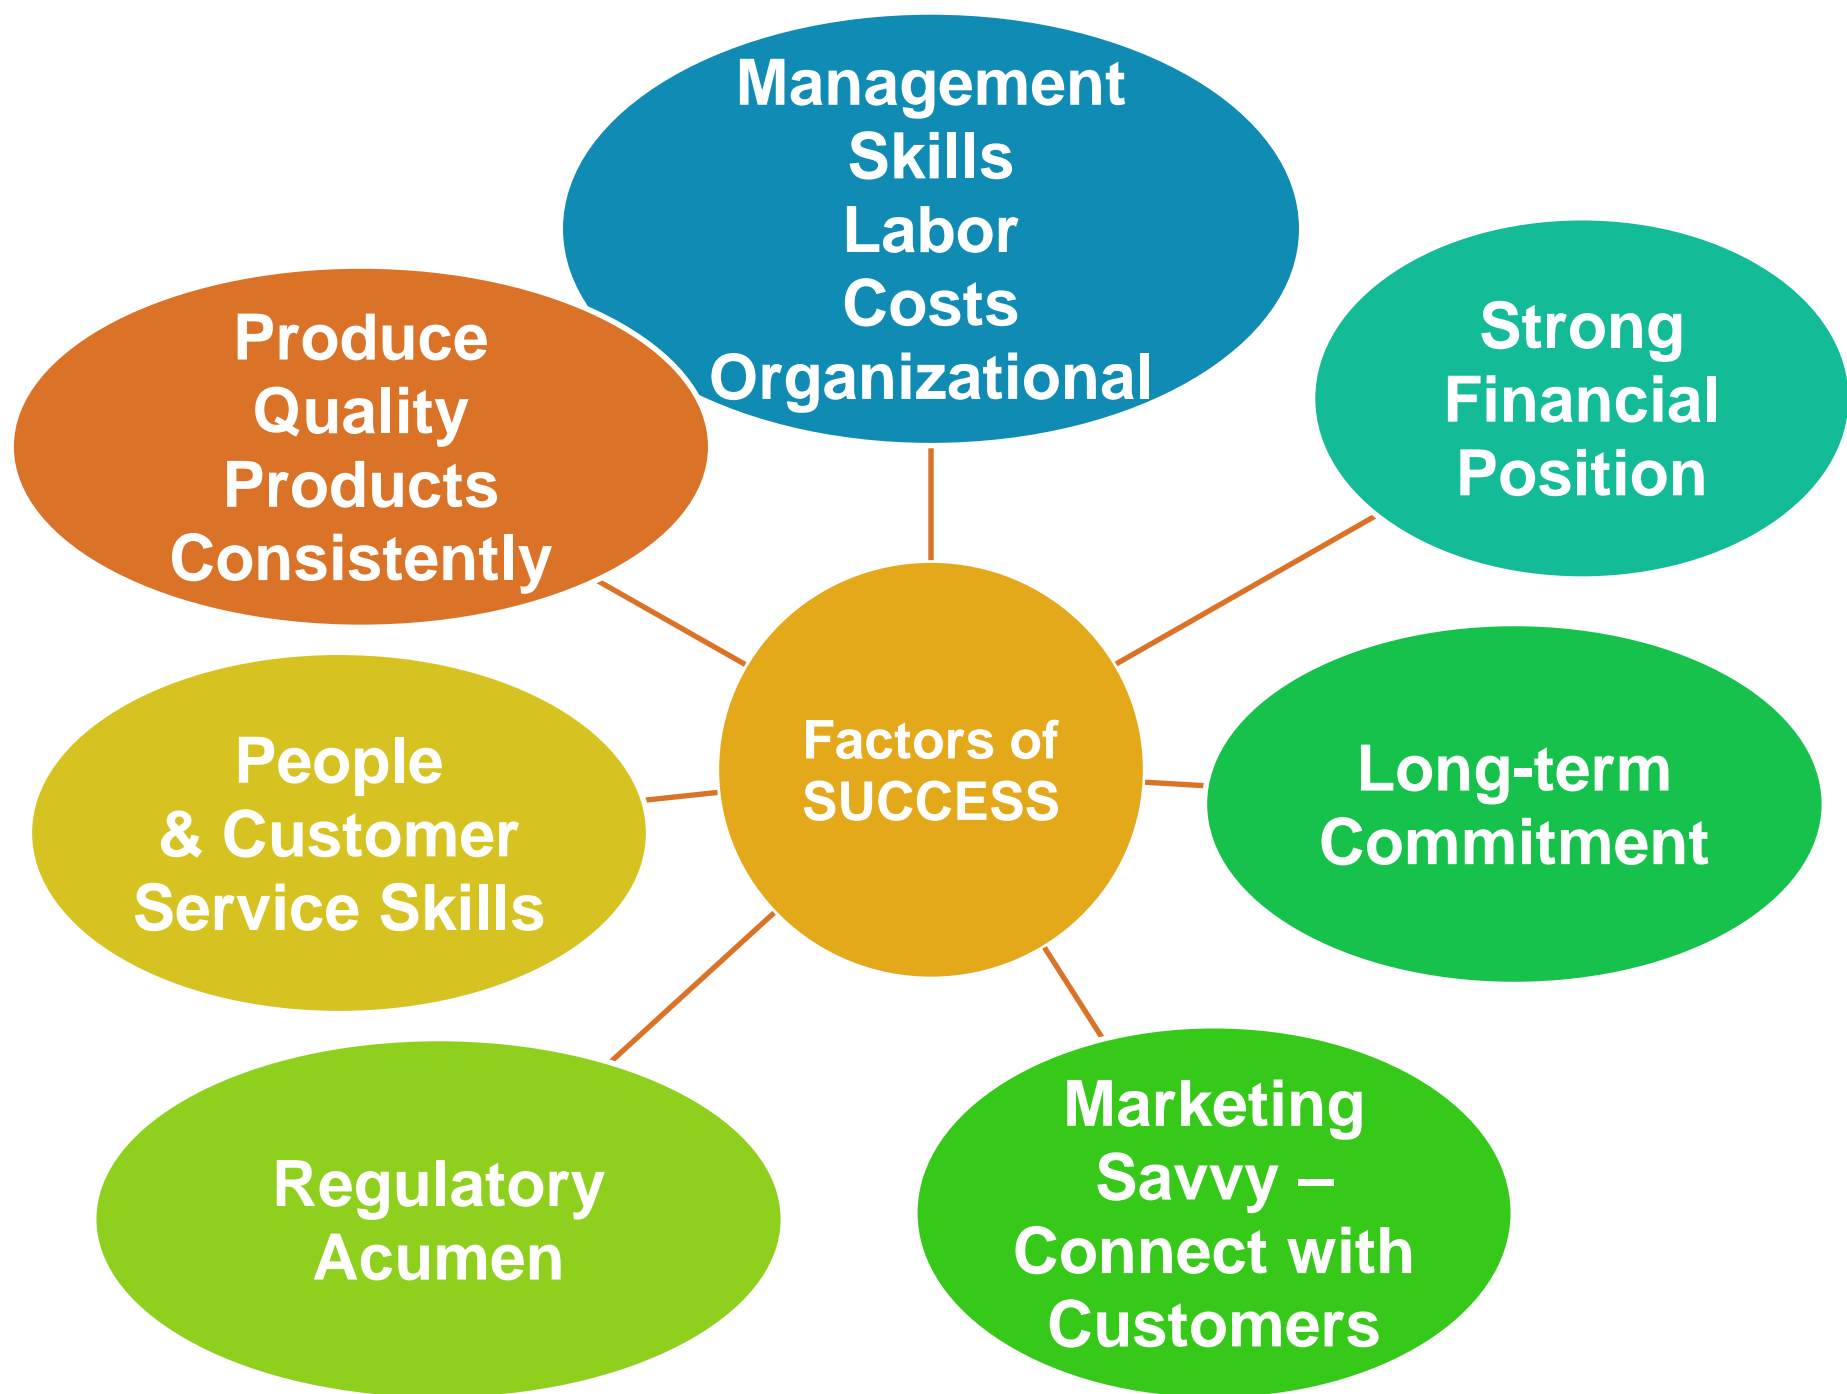 Management
Skills
Labor
Costs
Organizational
Strong
Financial
Position
Long-term
Commitment
Marketing
Savvy –
Connect with
Customers
Regulatory
Acumen
People
& Customer
Service Skills
Produce
Quality
Products
Consistently
Factors of
SUCCESS